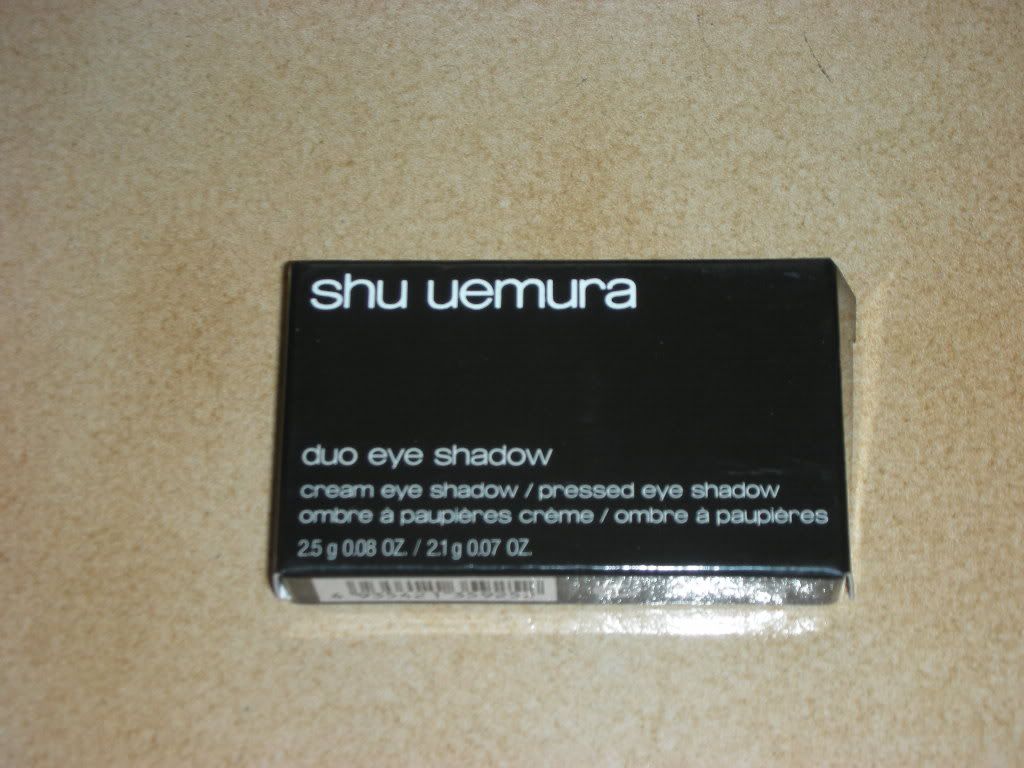 shu uemura
duo eye shadow
cream eye shadow / pressed eye shadow
ombre à paupières crème / ombre à paupières
2.5 g 0.08 OZ. / 2.1 g 0.07 OZ.